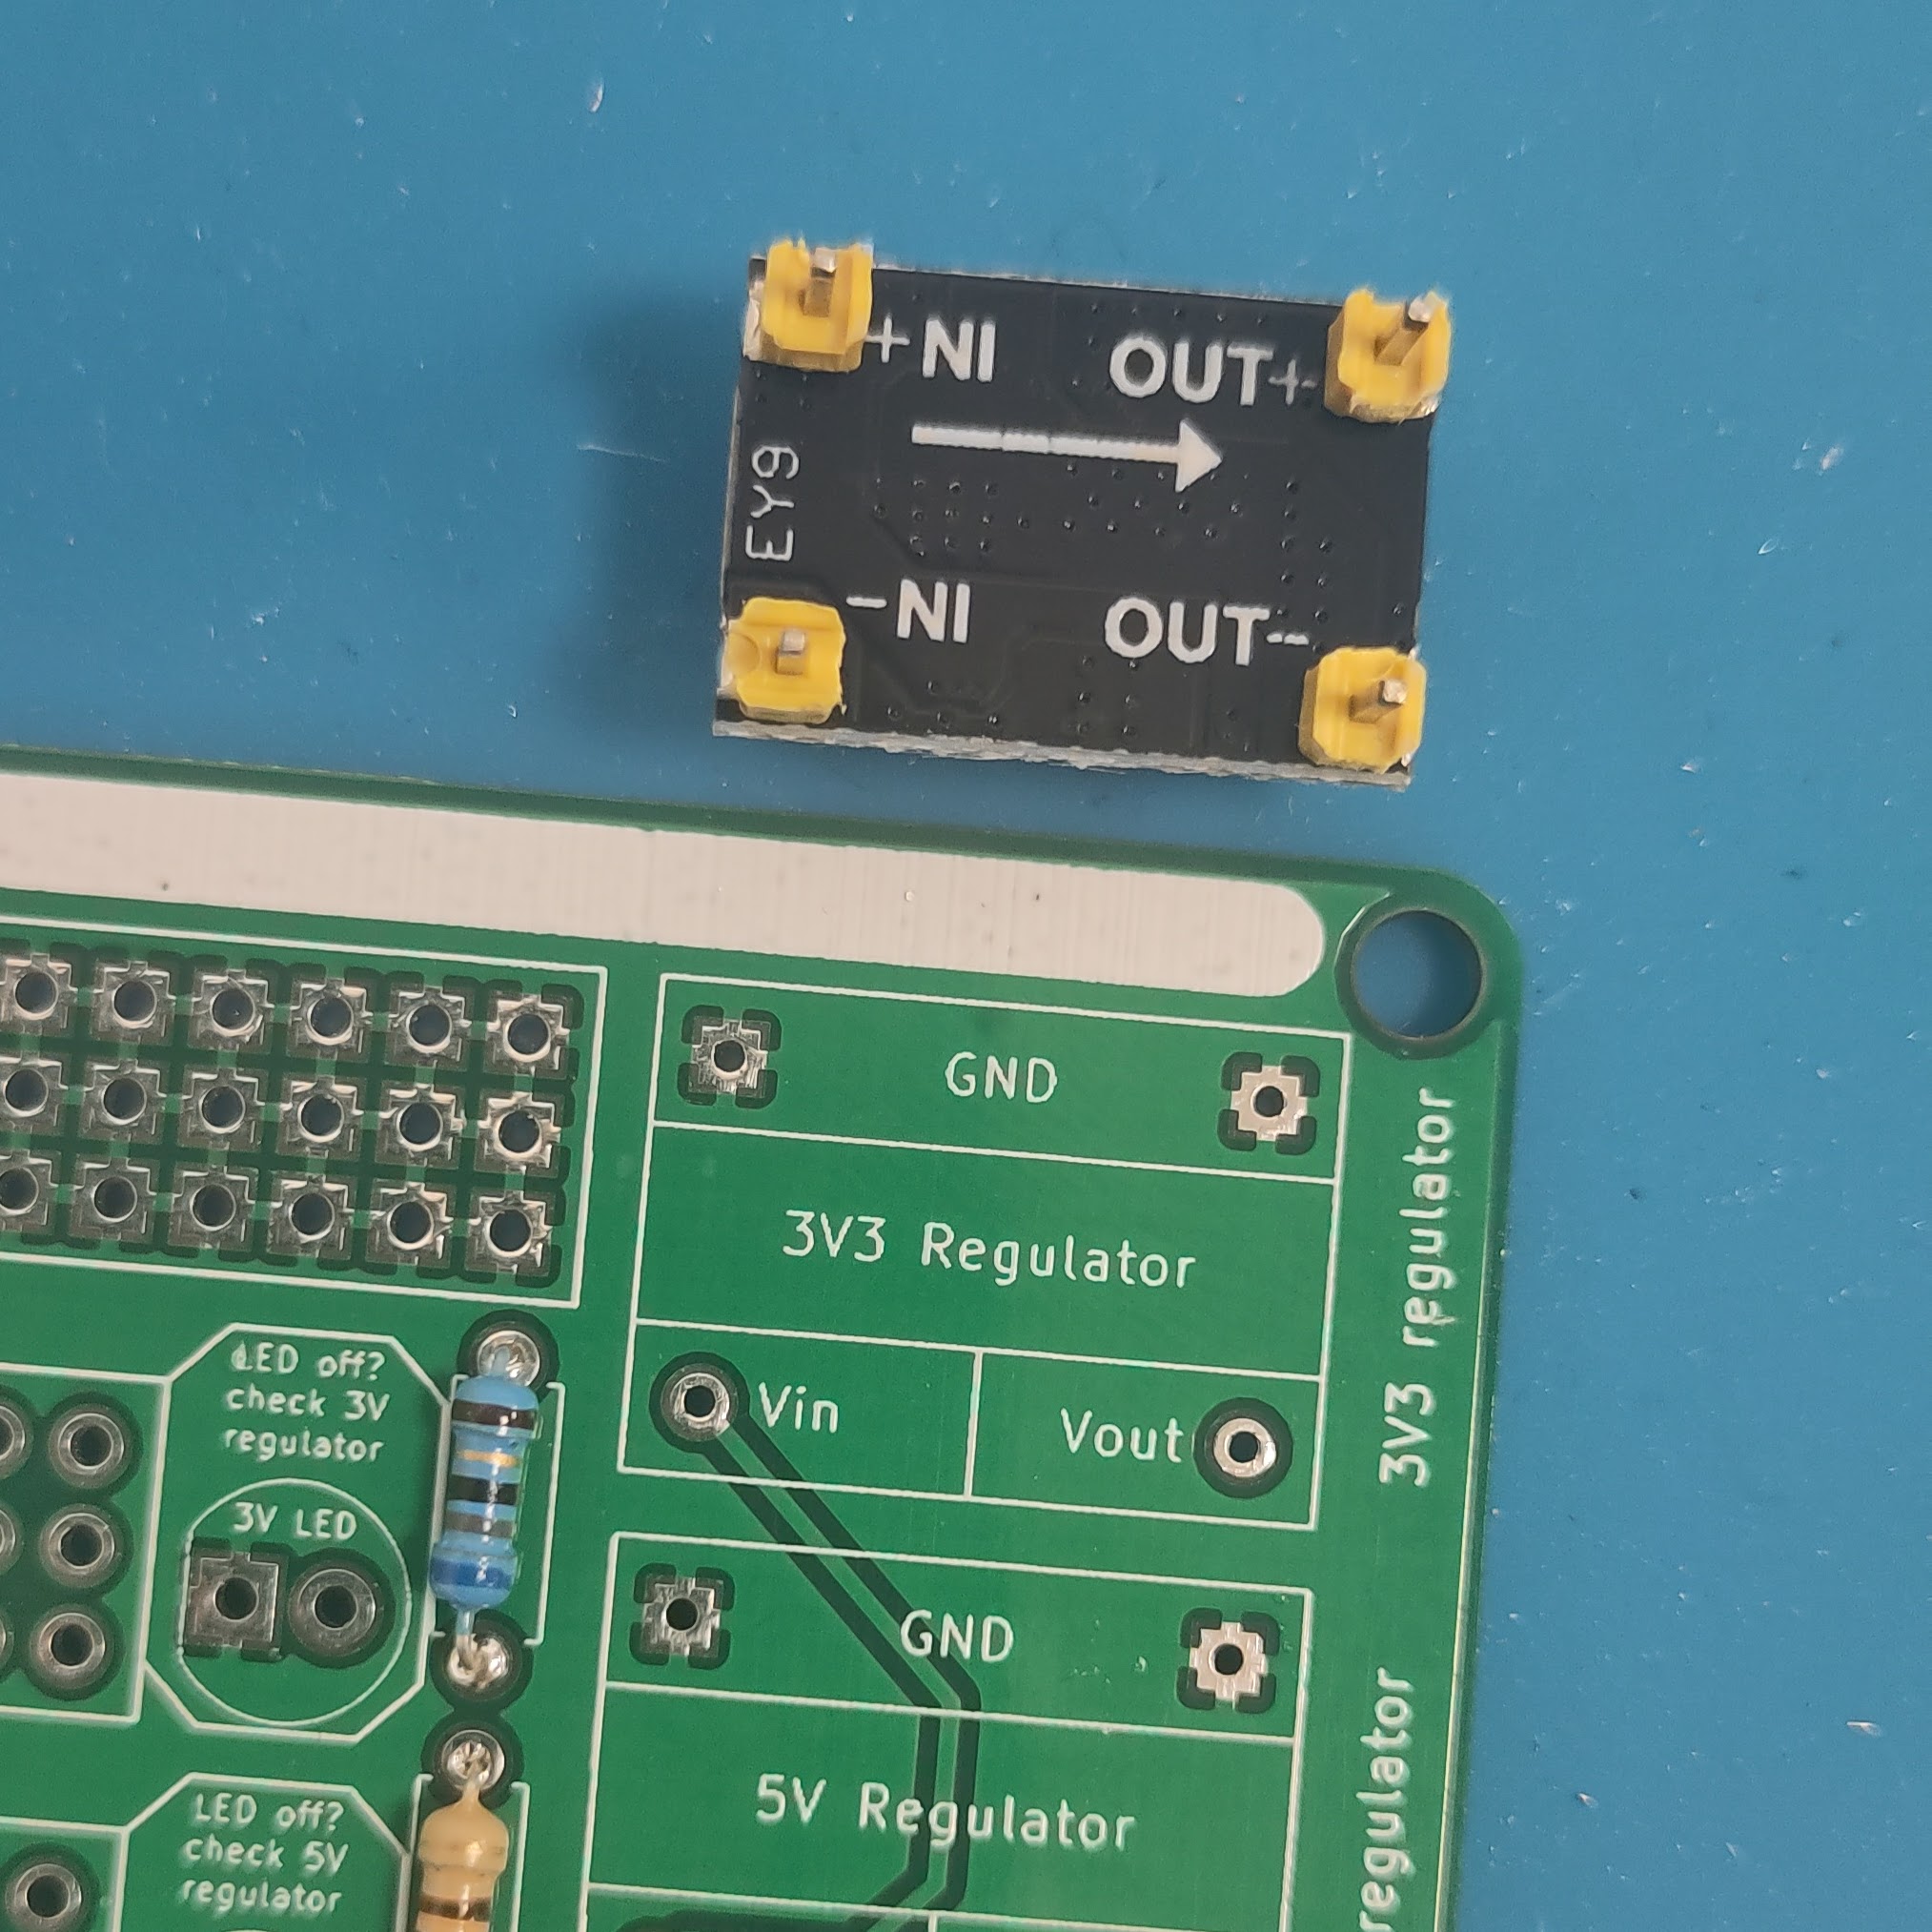 +NI OUT+
EY9
-NI OUT-
GND
3V3 Regulator
Vin Vout
3V3 regulator
LED off?
check 3V
regulator
3V LED
GND
5V Regulator
regulator
LED off?
check 5V
regulator